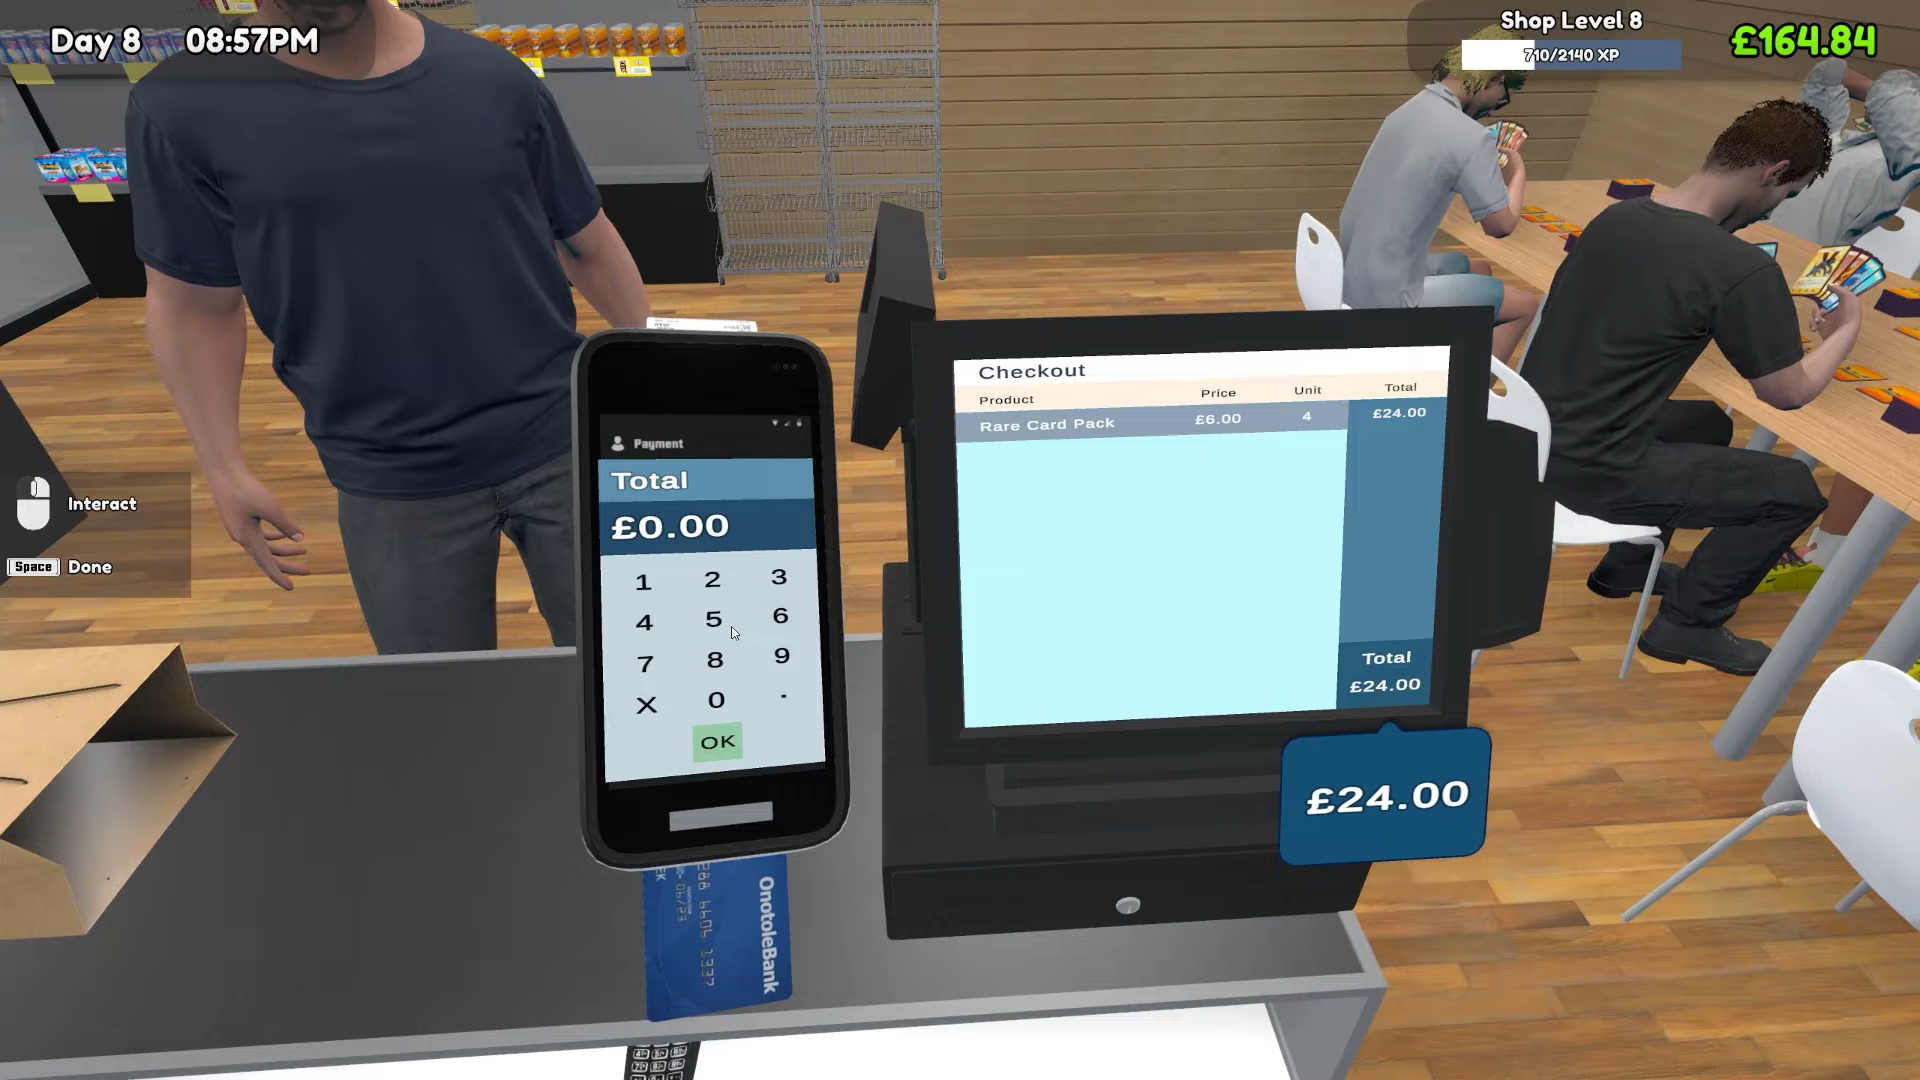 Day 8 08:57PM
Shop Level 8
710/2140 XP
£164.84
Interact
Space Done
Payment
Total
£0.00
1 2 3
4 5 6
7 8 9
X 0 .
OK
Checkout
Product Price Unit Total
Rare Card Pack £6.00 4 £24.00
Total
£24.00
£24.00
OnotoleBank